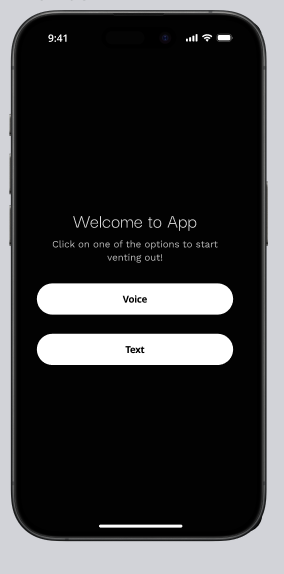 9:41
Welcome to App
Click on one of the options to start
venting out!
Voice
Text